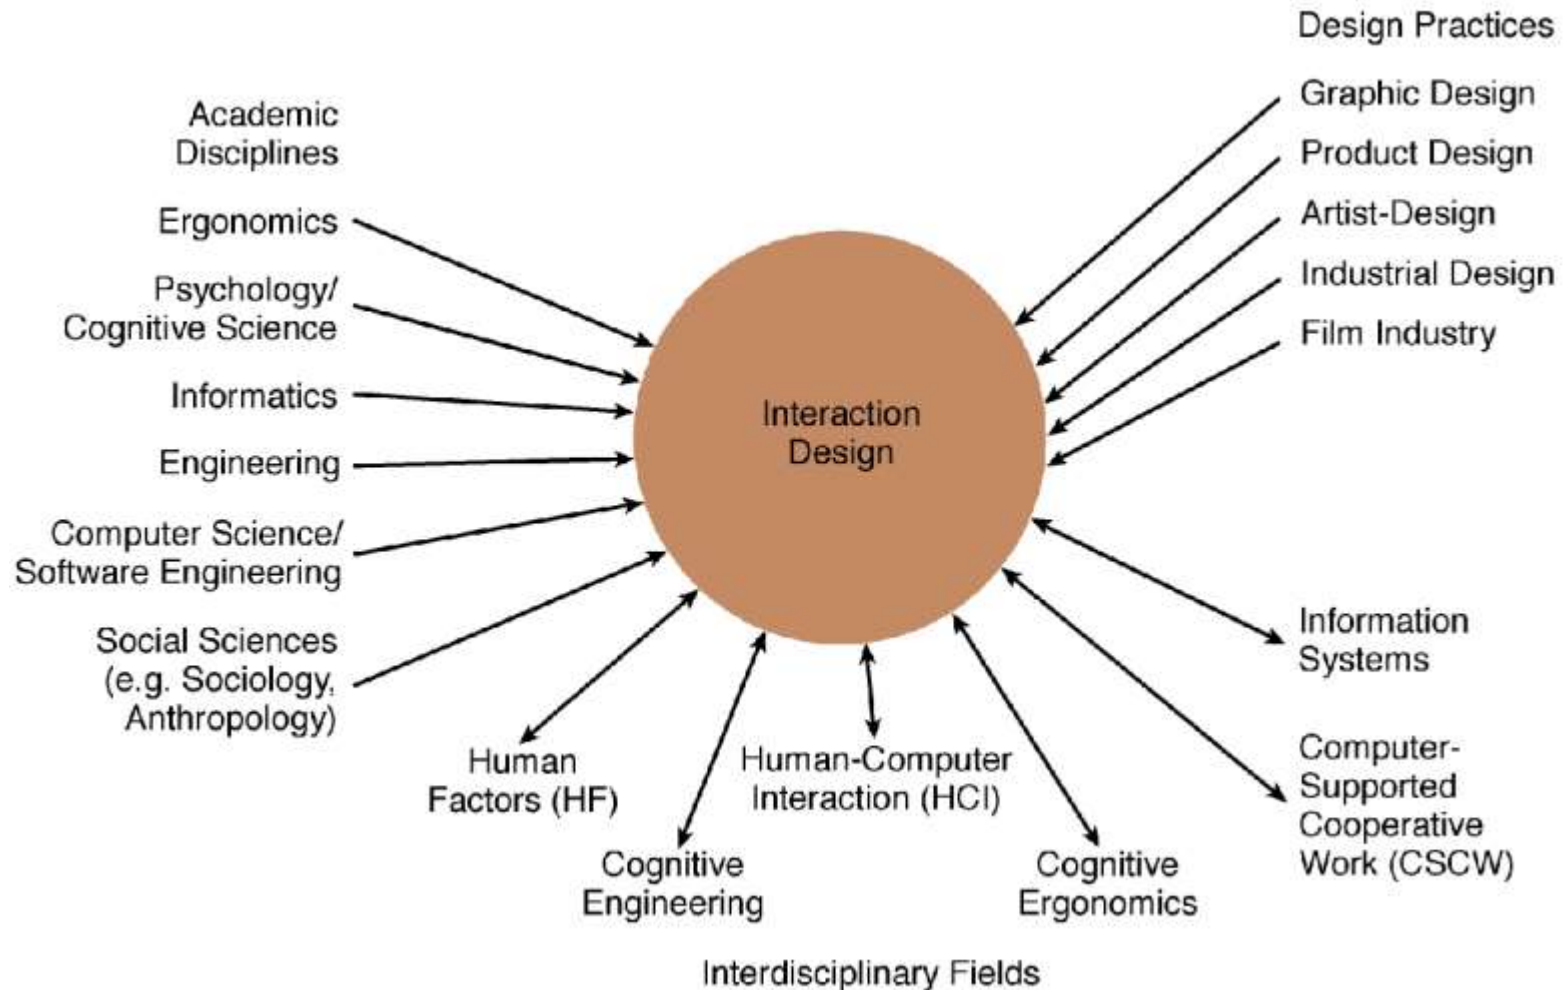 Academic
Disciplines
Ergonomics
Psychology/
Cognitive Science
Informatics
Engineering
Computer Science/
Software Engineering
Social Sciences
(e.g. Sociology,
Anthropology)
Interaction
Design
Design Practices
Graphic Design
Product Design
Artist-Design
Industrial Design
Film Industry
Information
Systems
Computer-
Supported
Cooperative
Work (CSCW)
Human
Factors (HF)
Human-Computer
Interaction (HCI)
Cognitive
Engineering
Cognitive
Ergonomics
Interdisciplinary Fields